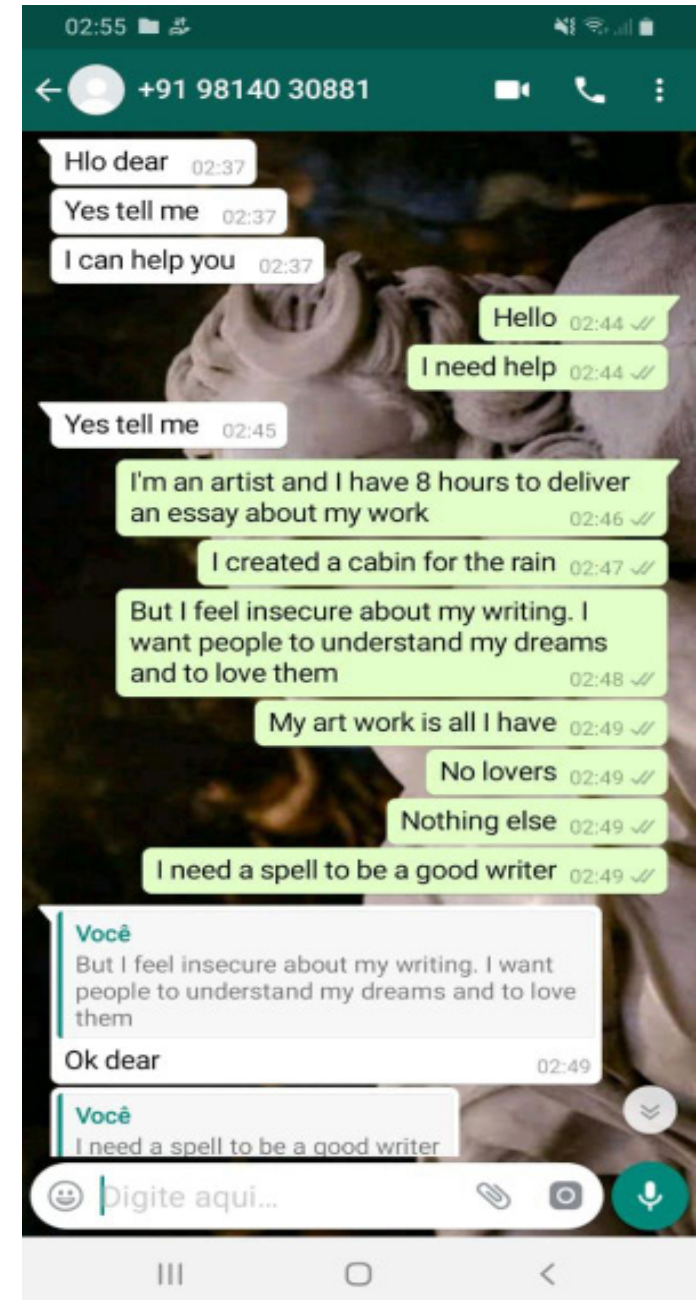 02:55
+91 98140 30881
Hlo dear 02:37
Yes tell me 02:37
I can help you 02:37
Hello 02:44
I need help 02:44
Yes tell me 02:45
I'm an artist and I have 8 hours to deliver
an essay about my work 02:46
I created a cabin for the rain 02:47
But I feel insecure about my writing. I
want people to understand my dreams
and to love them 02:48
My art work is all I have 02:49
No lovers 02:49
Nothing else 02:49
I need a spell to be a good writer 02:49
Você
But I feel insecure about my writing. I want
people to understand my dreams and to love
them
Ok dear 02:49
Você
I need a spell to be a good writer
Digite aqui...